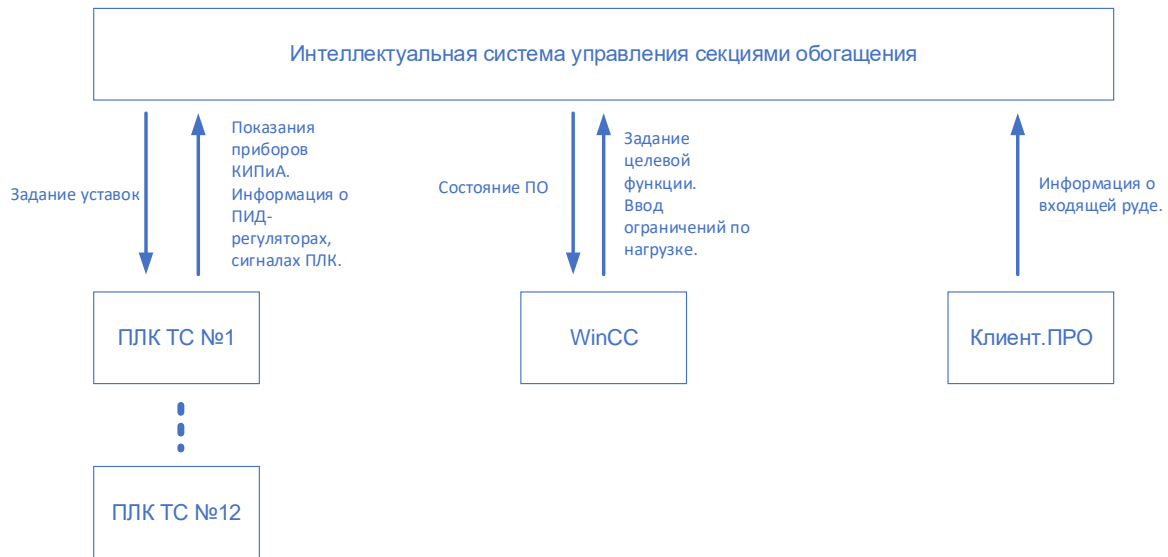 Интеллектуальная система управления секциями обогащения
Задание уставок
Показания
приборов
КИПиА.
Информация о
ПИД-
регуляторах,
сигналах ПЛК.
Состояние ПО
Задание
целевой
функции.
Ввод
ограничений по
нагрузке.
Информация о
входящей руде.
ПЛК ТС №1
WinCC
Клиент.ПРО
ПЛК ТС №12